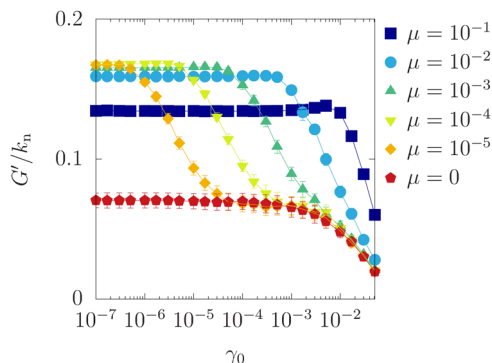 0.2
μ = 10⁻¹
μ = 10⁻²
μ = 10⁻³
μ = 10⁻⁴
μ = 10⁻⁵
μ = 0
G′/kₙ
0.1
0
10⁻⁷ 10⁻⁶ 10⁻⁵ 10⁻⁴ 10⁻³ 10⁻²
γ₀